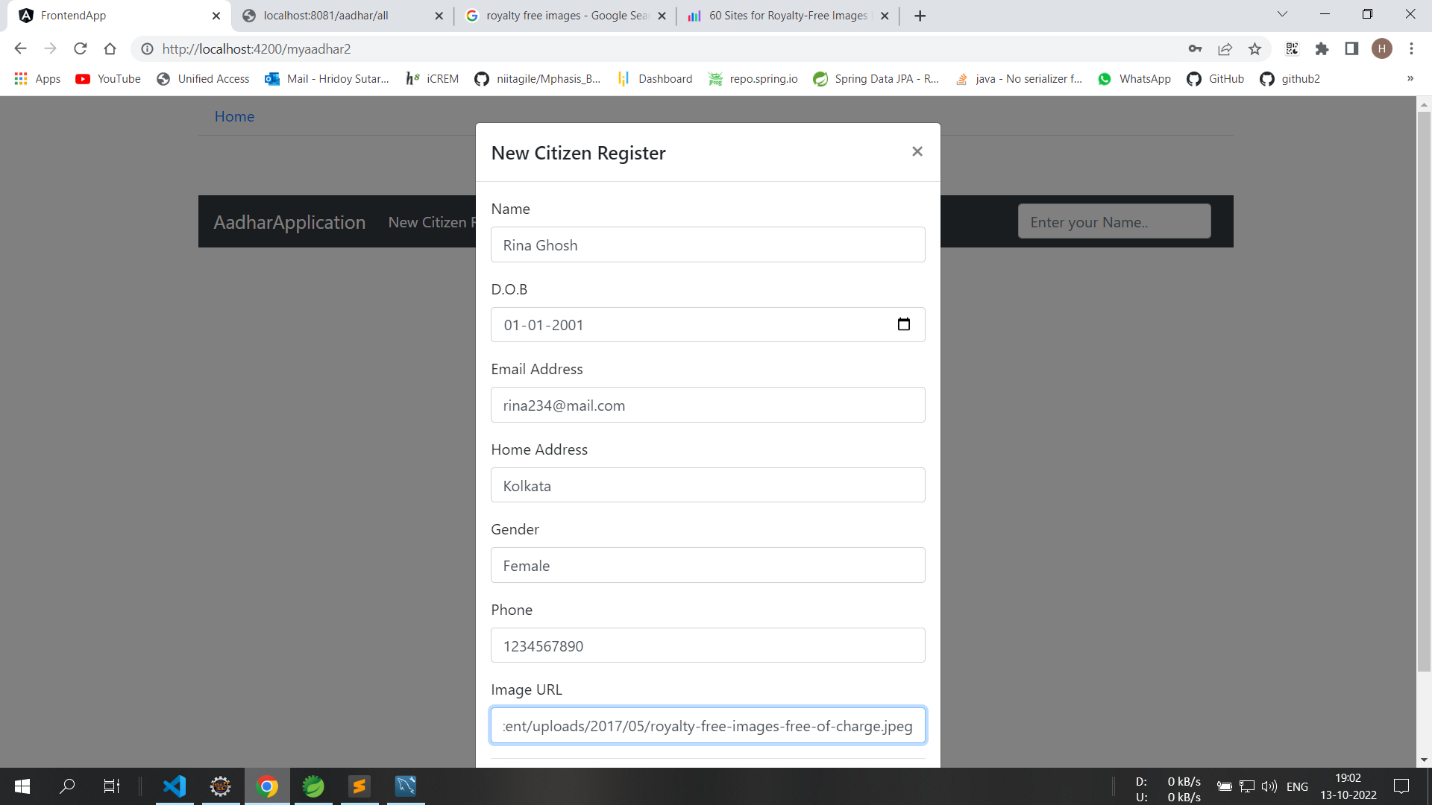 FrontendApp
localhost:8081/aadhar/all
royalty free images - Google Sea
60 Sites for Royalty-Free Images
http://localhost:4200/myaadhar2
H
Apps
YouTube
Unified Access
Mail - Hridoy Sutar...
iCREM
niitagile/Mphasis_B...
Dashboard
repo.spring.io
Spring Data JPA - R...
java - No serializer f...
WhatsApp
GitHub
github2
»
Home
New Citizen Register
AadharApplication
New Citizen R
Enter your Name..
Name
Rina Ghosh
D.O.B
01-01-2001
Email Address
rina234@mail.com
Home Address
Kolkata
Gender
Female
Phone
1234567890
Image URL
tent/uploads/2017/05/royalty-free-images-free-of-charge.jpeg
D: 0 kB/s
U: 0 kB/s
ENG
19:02
13-10-2022